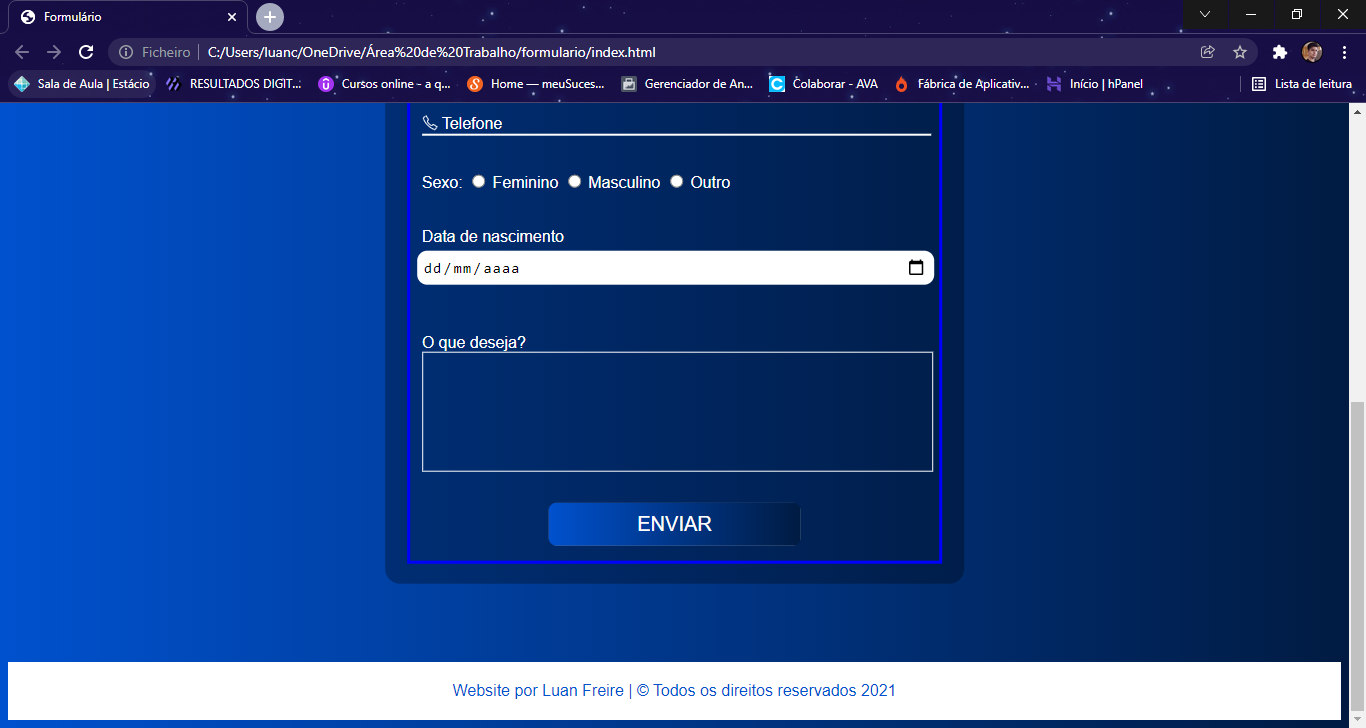 Formulário
Ficheiro C:/Users/luanc/OneDrive/Área%20de%20Trabalho/formulario/index.html
Sala de Aula | Estácio RESULTADOS DIGIT... Cursos online - a q... Home — meuSuces... Gerenciador de An... Colaborar - AVA Fábrica de Aplicativ... Início | hPanel Lista de leitura
Telefone
Sexo: Feminino Masculino Outro
Data de nascimento
dd/mm/aaaa
O que deseja?
ENVIAR
Website por Luan Freire | © Todos os direitos reservados 2021